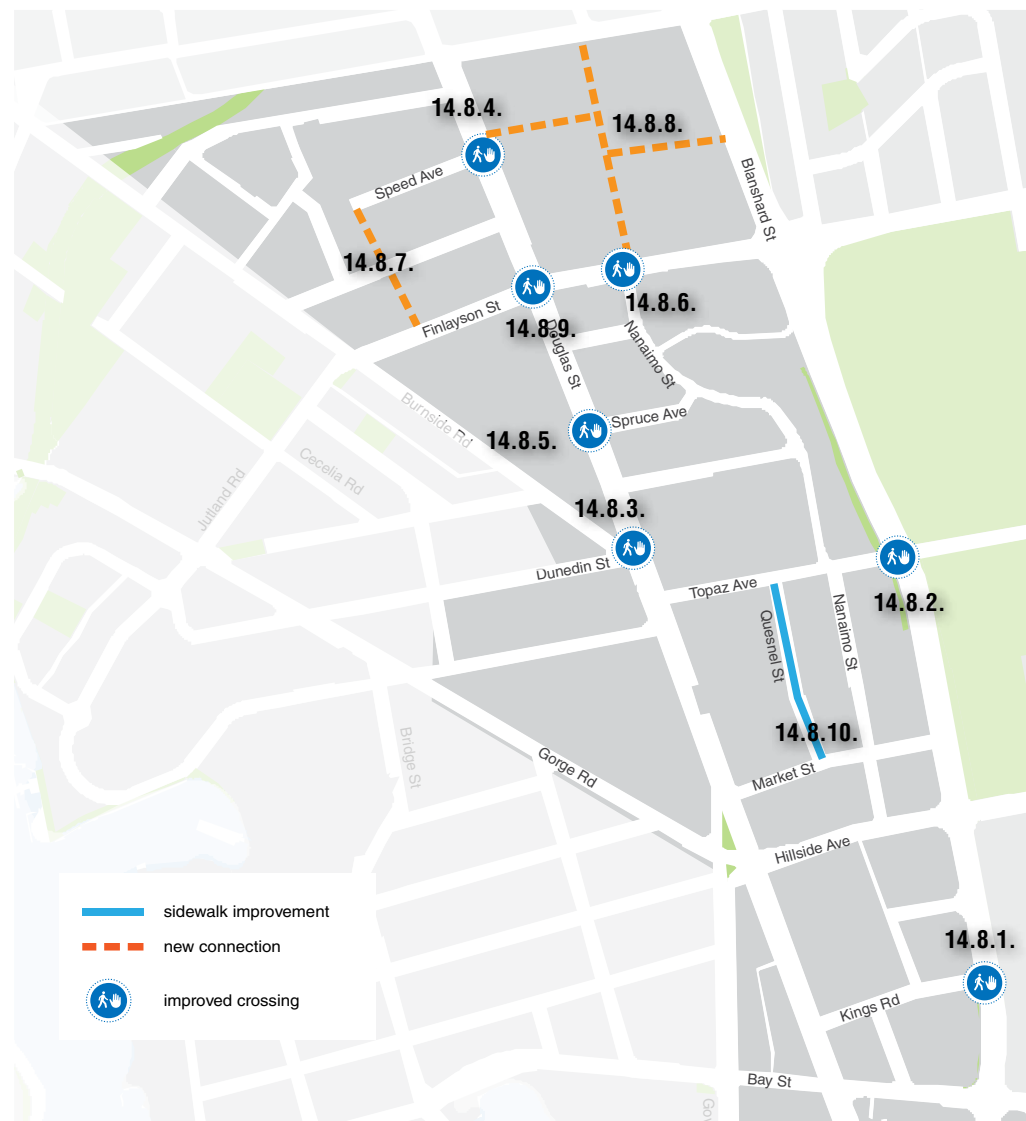 14.8.4.
14.8.8.
Speed Ave
Blanshard St
14.8.7.
14.8.6.
Finlayson St
14.8.9.
Douglas St
Nanaimo St
Burnside Rd
Spruce Ave
14.8.5.
Cecelia Rd
Jutland Rd
14.8.3.
Dunedin St
Topaz Ave
14.8.2.
Quesnel St
Nanaimo St
14.8.10.
Bridge St
Gorge Rd
Market St
Hillside Ave
sidewalk improvement
new connection
improved crossing
14.8.1.
Kings Rd
Bay St